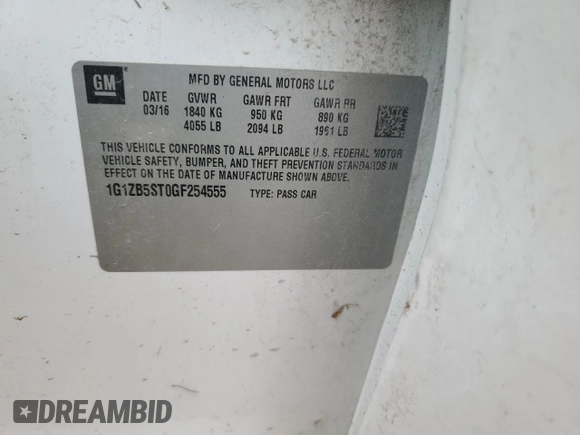 GM
MFD BY GENERAL MOTORS LLC
DATE GVWR GAWR FRT GAWR RR
03/16 1840 KG 950 KG 890 KG
4055 LB 2094 LB 1961 LB
THIS VEHICLE CONFORMS TO ALL APPLICABLE U.S. FEDERAL MOTOR
VEHICLE SAFETY, BUMPER, AND THEFT PREVENTION STANDARDS IN
EFFECT ON THE DATE OF MANUFACTURE SHOWN ABOVE.
1G1ZB5ST0GF254555 TYPE: PASS CAR
DREAMBID